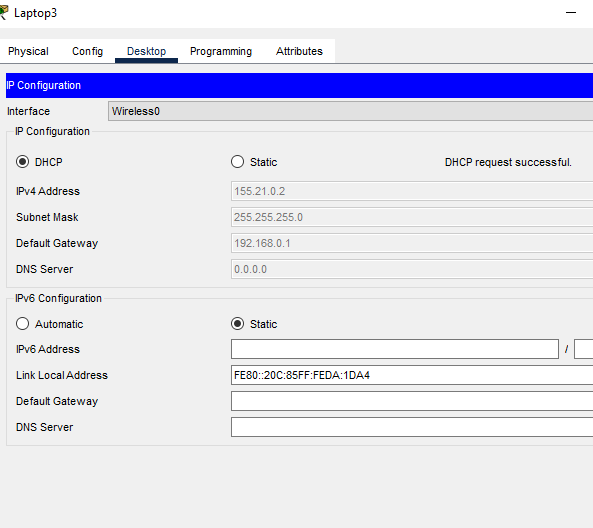 Laptop3
Physical Config Desktop Programming Attributes
IP Configuration
Interface Wireless0
IP Configuration
DHCP Static DHCP request successful.
IPv4 Address 155.21.0.2
Subnet Mask 255.255.255.0
Default Gateway 192.168.0.1
DNS Server 0.0.0.0
IPv6 Configuration
Automatic Static
IPv6 Address /
Link Local Address FE80::20C:85FF:FEDA:1DA4
Default Gateway
DNS Server